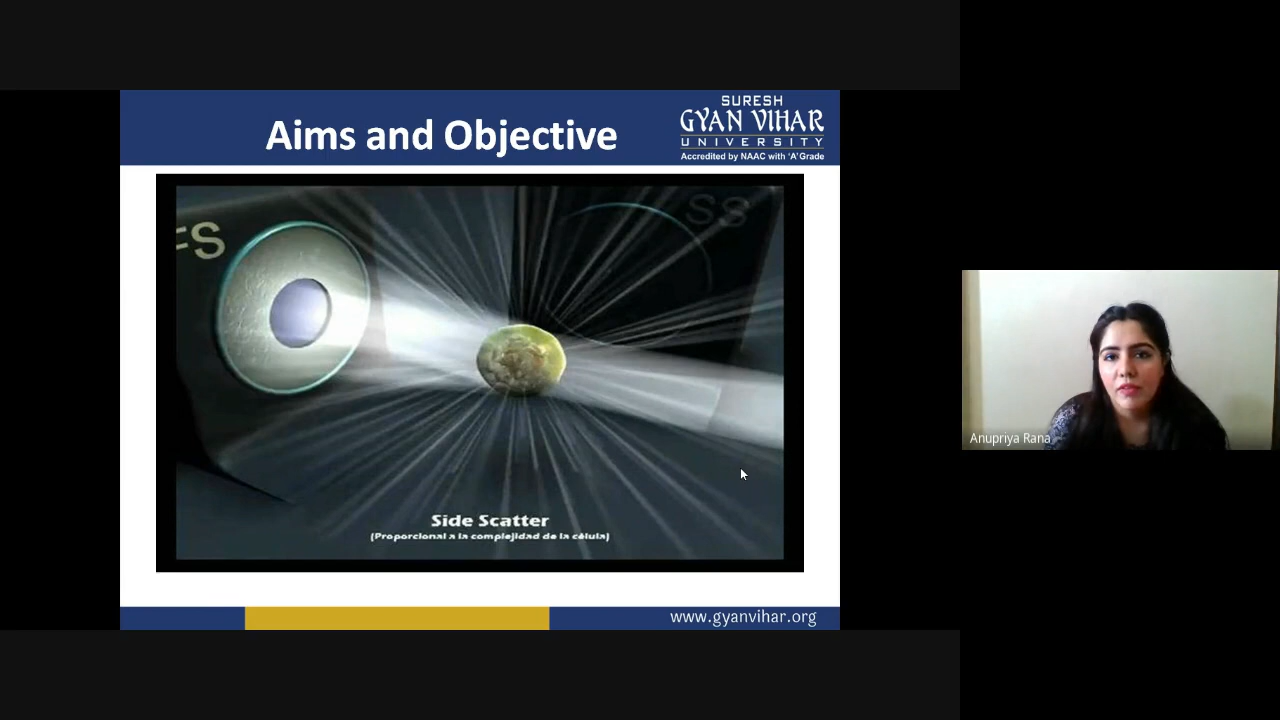 Aims and Objective
SURESH
GYAN VIHAR
UNIVERSITY
Accredited by NAAC with 'A' Grade
FS
SS
Side Scatter
(Proporcional a la complejidad de la célula)
Anupriya Rana
www.gyanvihar.org